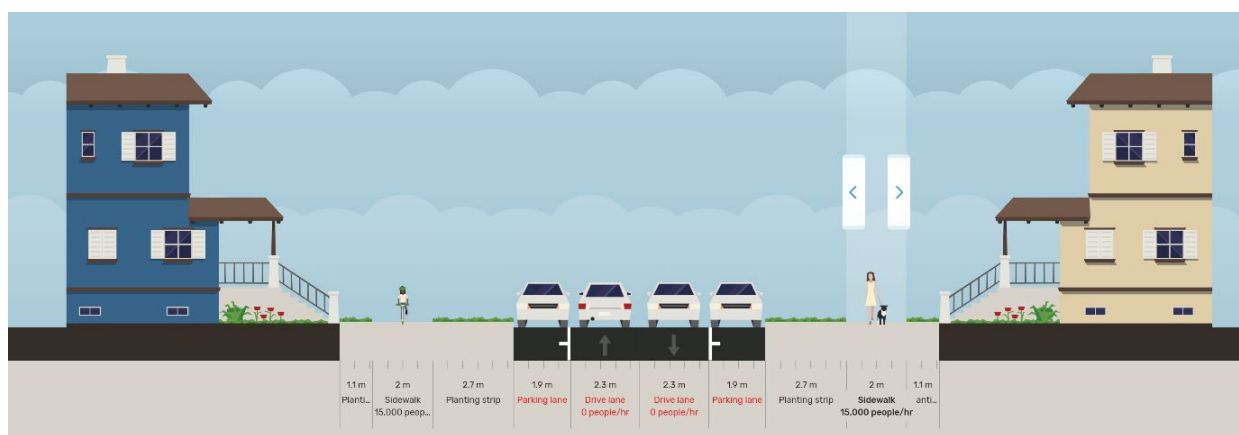 1.1 m
Planti...
2 m
Sidewalk
15,000 peop...
2.7 m
Planting strip
1.9 m
Parking lane
2.3 m
Drive lane
0 people/hr
2.3 m
Drive lane
0 people/hr
1.9 m
Parking lane
2.7 m
Planting strip
2 m
Sidewalk
15,000 people/hr
1.1 m
anti...